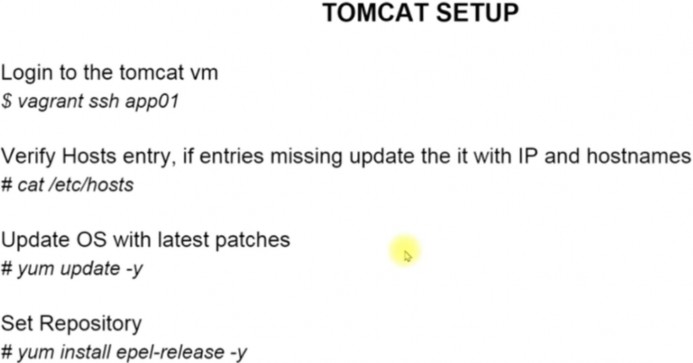 TOMCAT SETUP
Login to the tomcat vm
$ vagrant ssh app01
Verify Hosts entry, if entries missing update the it with IP and hostnames
# cat /etc/hosts
Update OS with latest patches
# yum update -y
Set Repository
# yum install epel-release -y